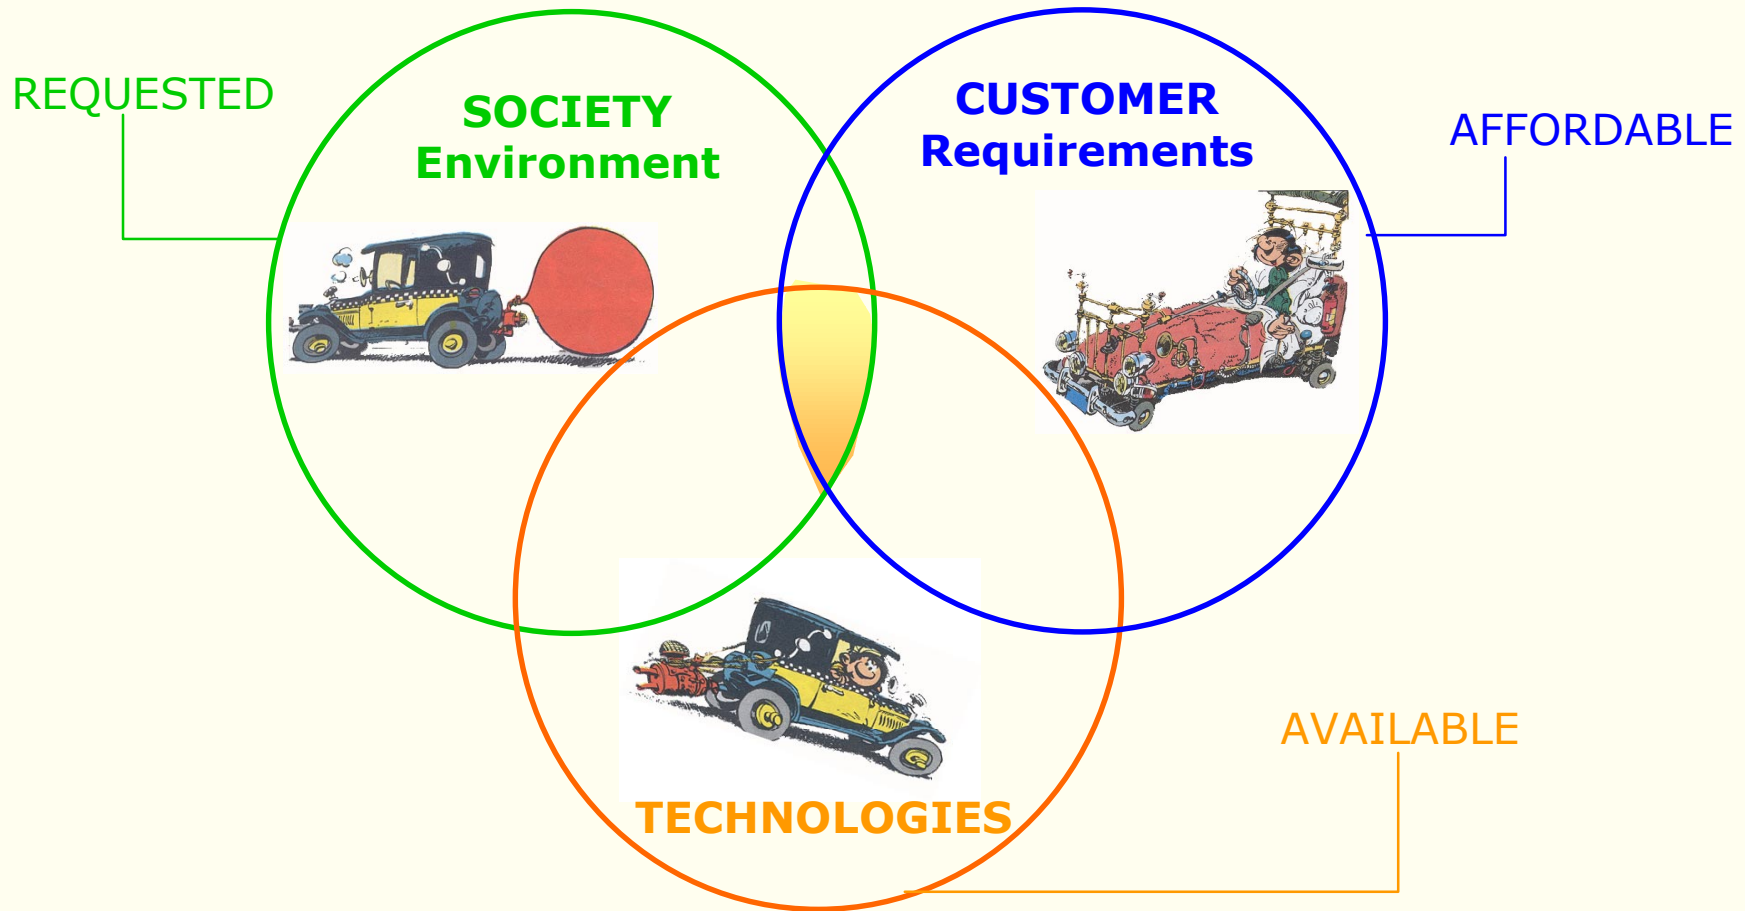 REQUESTED
SOCIETY
Environment
CUSTOMER
Requirements
AFFORDABLE
AVAILABLE
TECHNOLOGIES